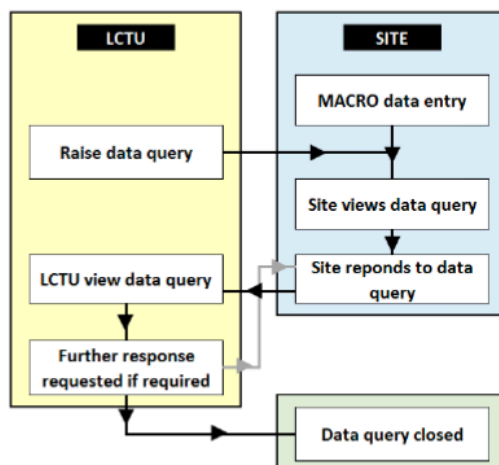 LCTU
SITE
MACRO data entry
Raise data query
Site views data query
LCTU view data query
Site reponds to data
query
Further response
requested if required
Data query closed